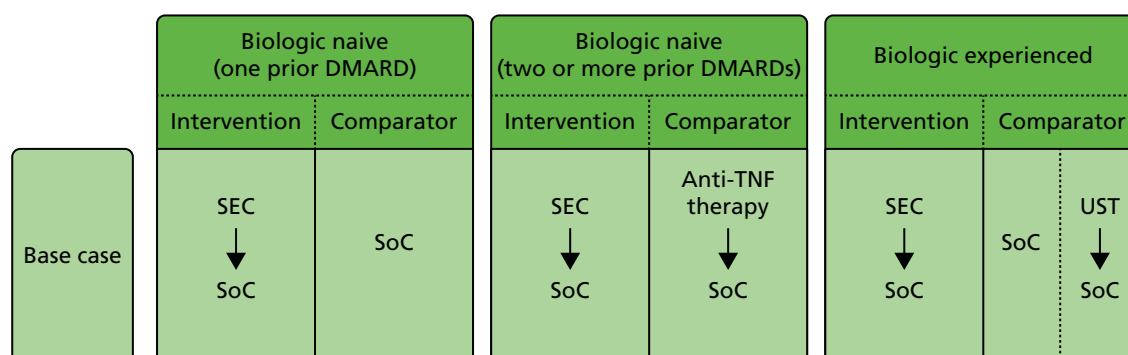 Biologic naive
(one prior DMARD)
Biologic naive
(two or more prior DMARDs)
Biologic experienced
Intervention
Comparator
Intervention
Comparator
Intervention
Comparator
Base case
SEC
SoC
SoC
SEC
SoC
Anti-TNF
therapy
SoC
SEC
SoC
SoC
UST
SoC